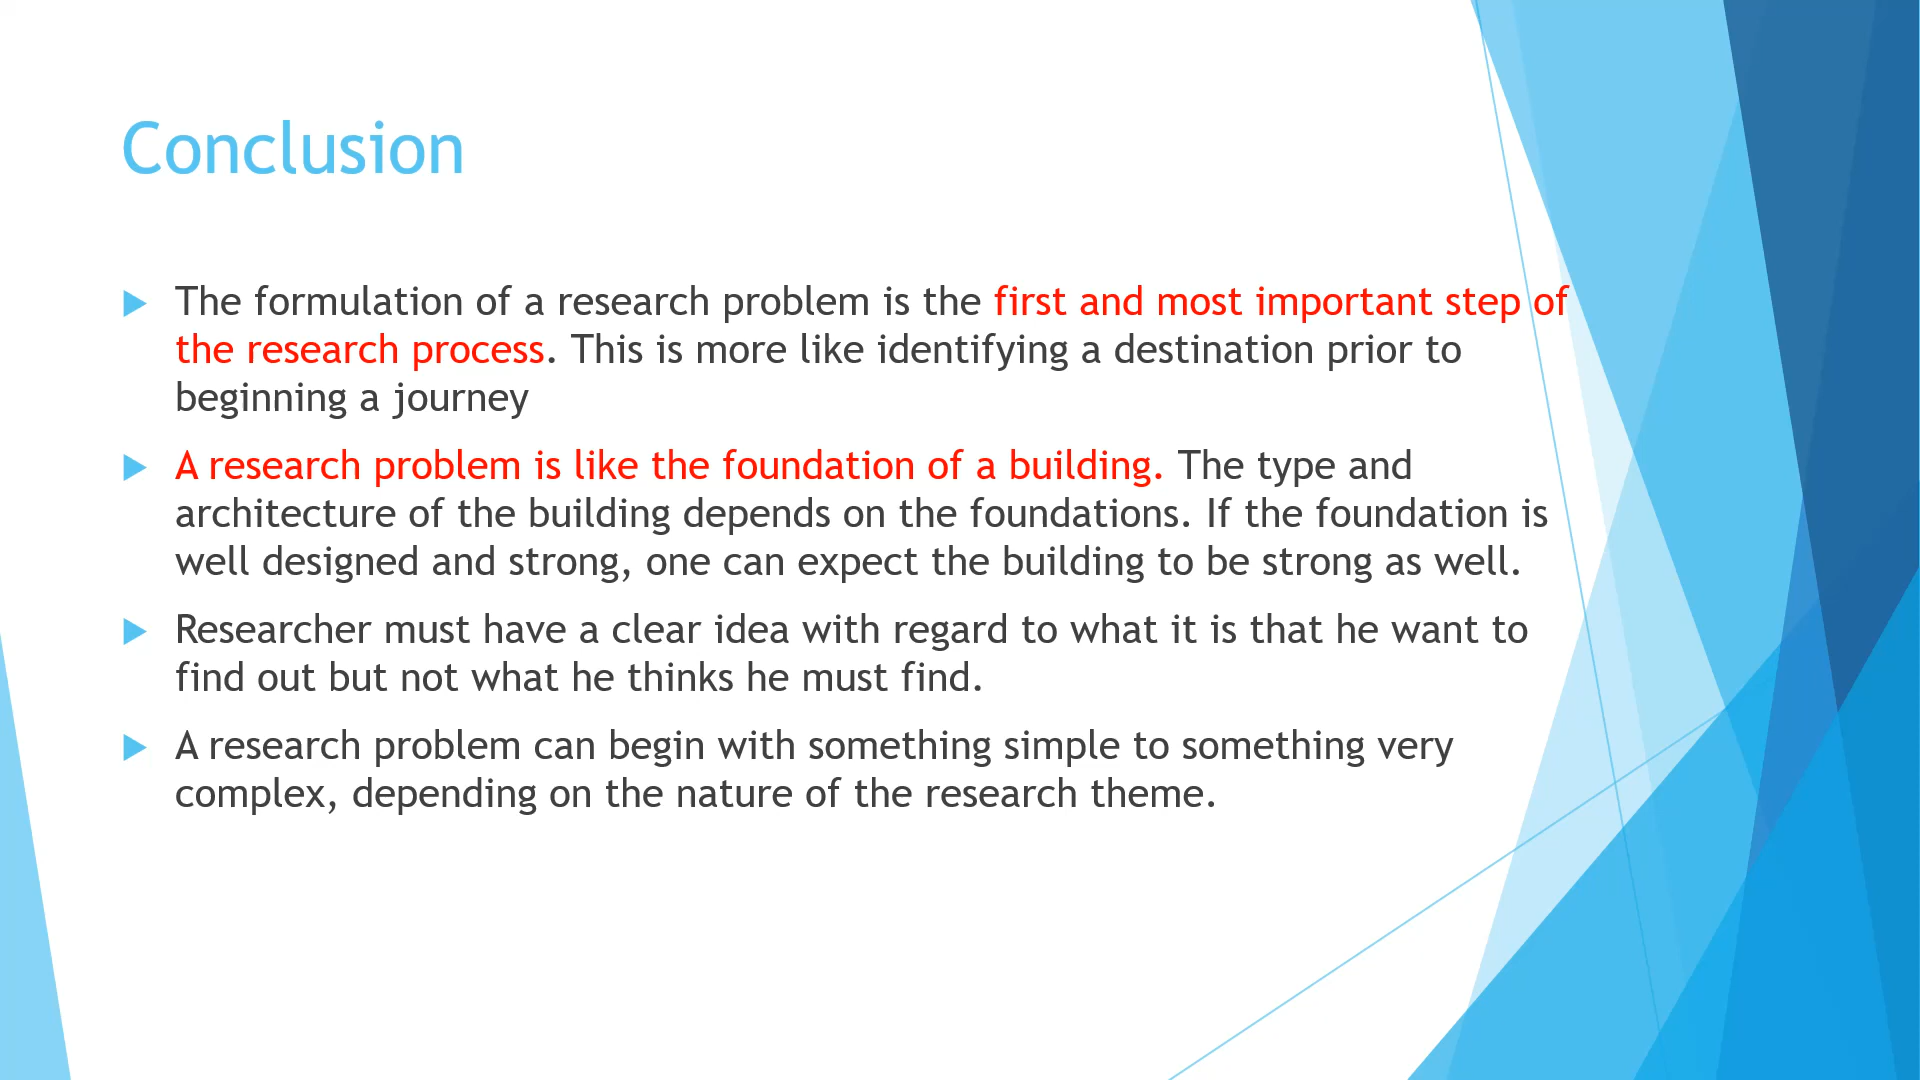 Conclusion
The formulation of a research problem is the first and most important step of
the research process. This is more like identifying a destination prior to
beginning a journey
A research problem is like the foundation of a building. The type and
architecture of the building depends on the foundations. If the foundation is
well designed and strong, one can expect the building to be strong as well.
Researcher must have a clear idea with regard to what it is that he want to
find out but not what he thinks he must find.
A research problem can begin with something simple to something very
complex, depending on the nature of the research theme.